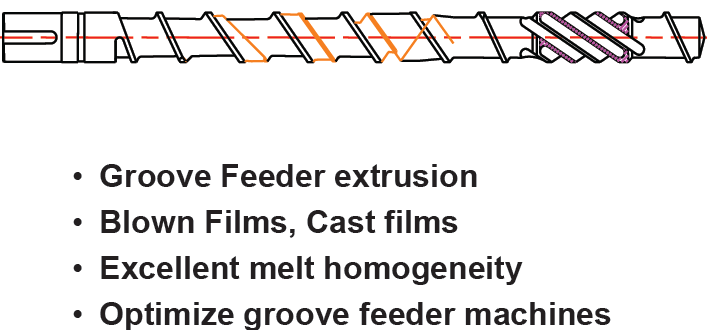 • Groove Feeder extrusion
• Blown Films, Cast films
• Excellent melt homogeneity
• Optimize groove feeder machines